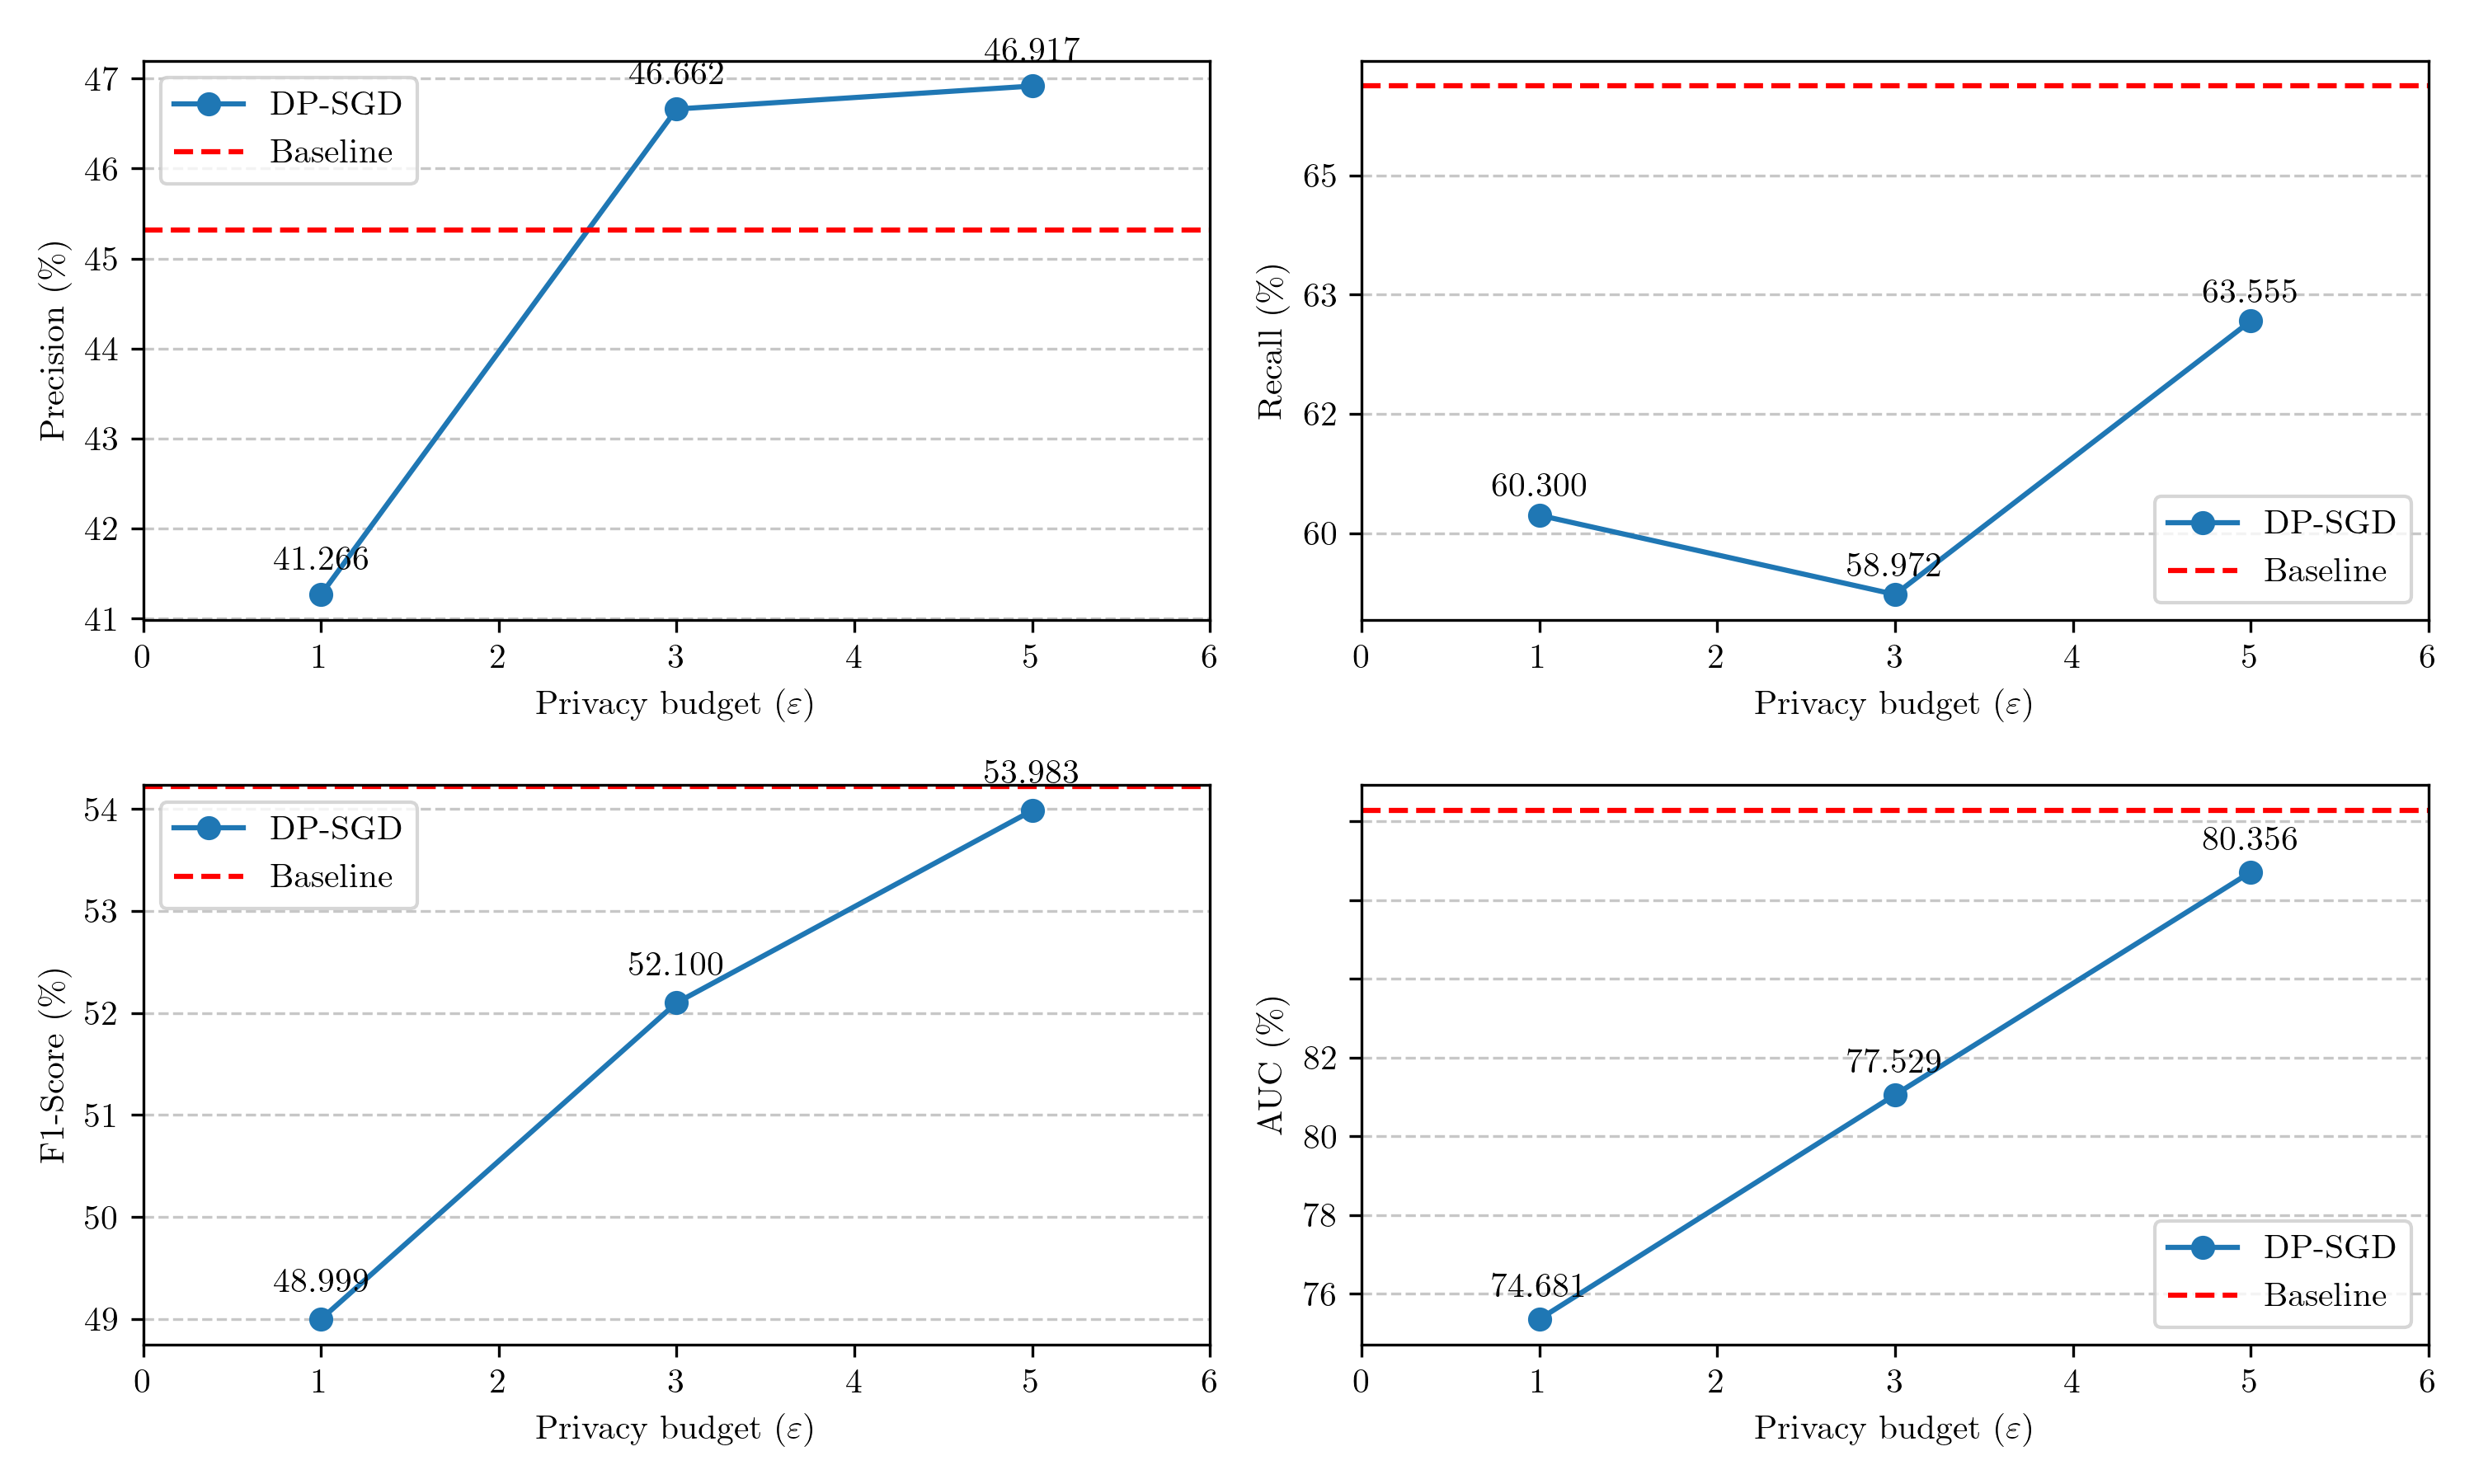 46.917
46.662
47
DP-SGD
Baseline
46
45
44
43
42
41.266
41
0 1 2 3 4 5 6
Precision (%)
Privacy budget (ε)
65
63
63.555
62
60.300
60
58.972
DP-SGD
Baseline
0 1 2 3 4 5 6
Recall (%)
Privacy budget (ε)
53.983
54
DP-SGD
Baseline
53
52.100
52
51
50
48.999
49
0 1 2 3 4 5 6
F1-Score (%)
Privacy budget (ε)
80.356
82
77.529
80
78
74.681
76
DP-SGD
Baseline
0 1 2 3 4 5 6
AUC (%)
Privacy budget (ε)